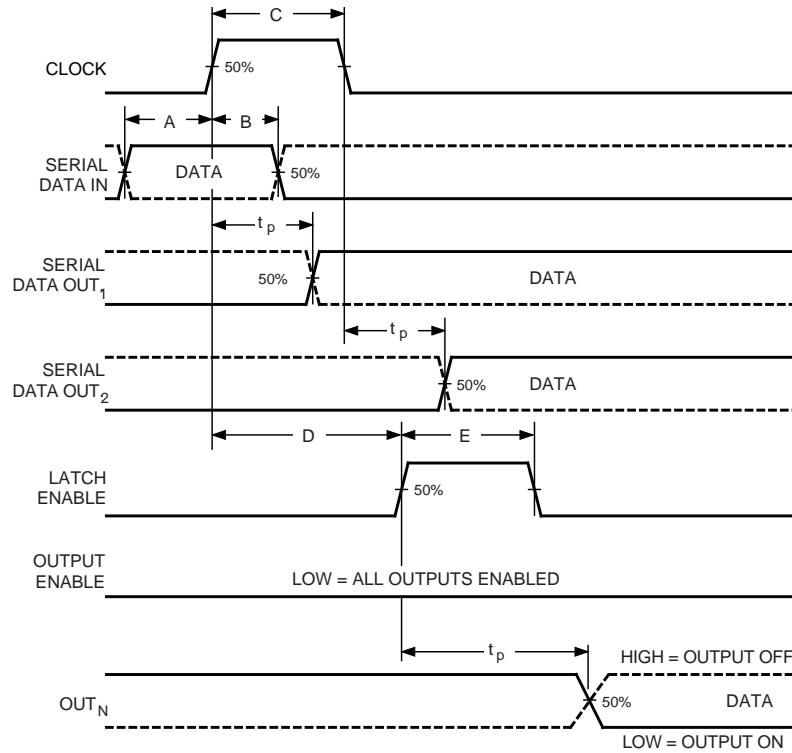 C
50%
CLOCK
A
B
SERIAL
DATA IN
DATA
50%
t p
SERIAL
DATA OUT1
50%
DATA
t p
SERIAL
DATA OUT2
50%
DATA
D
E
LATCH
ENABLE
50%
OUTPUT
ENABLE
LOW = ALL OUTPUTS ENABLED
t p
HIGH = OUTPUT OFF
OUTN
50%
DATA
LOW = OUTPUT ON